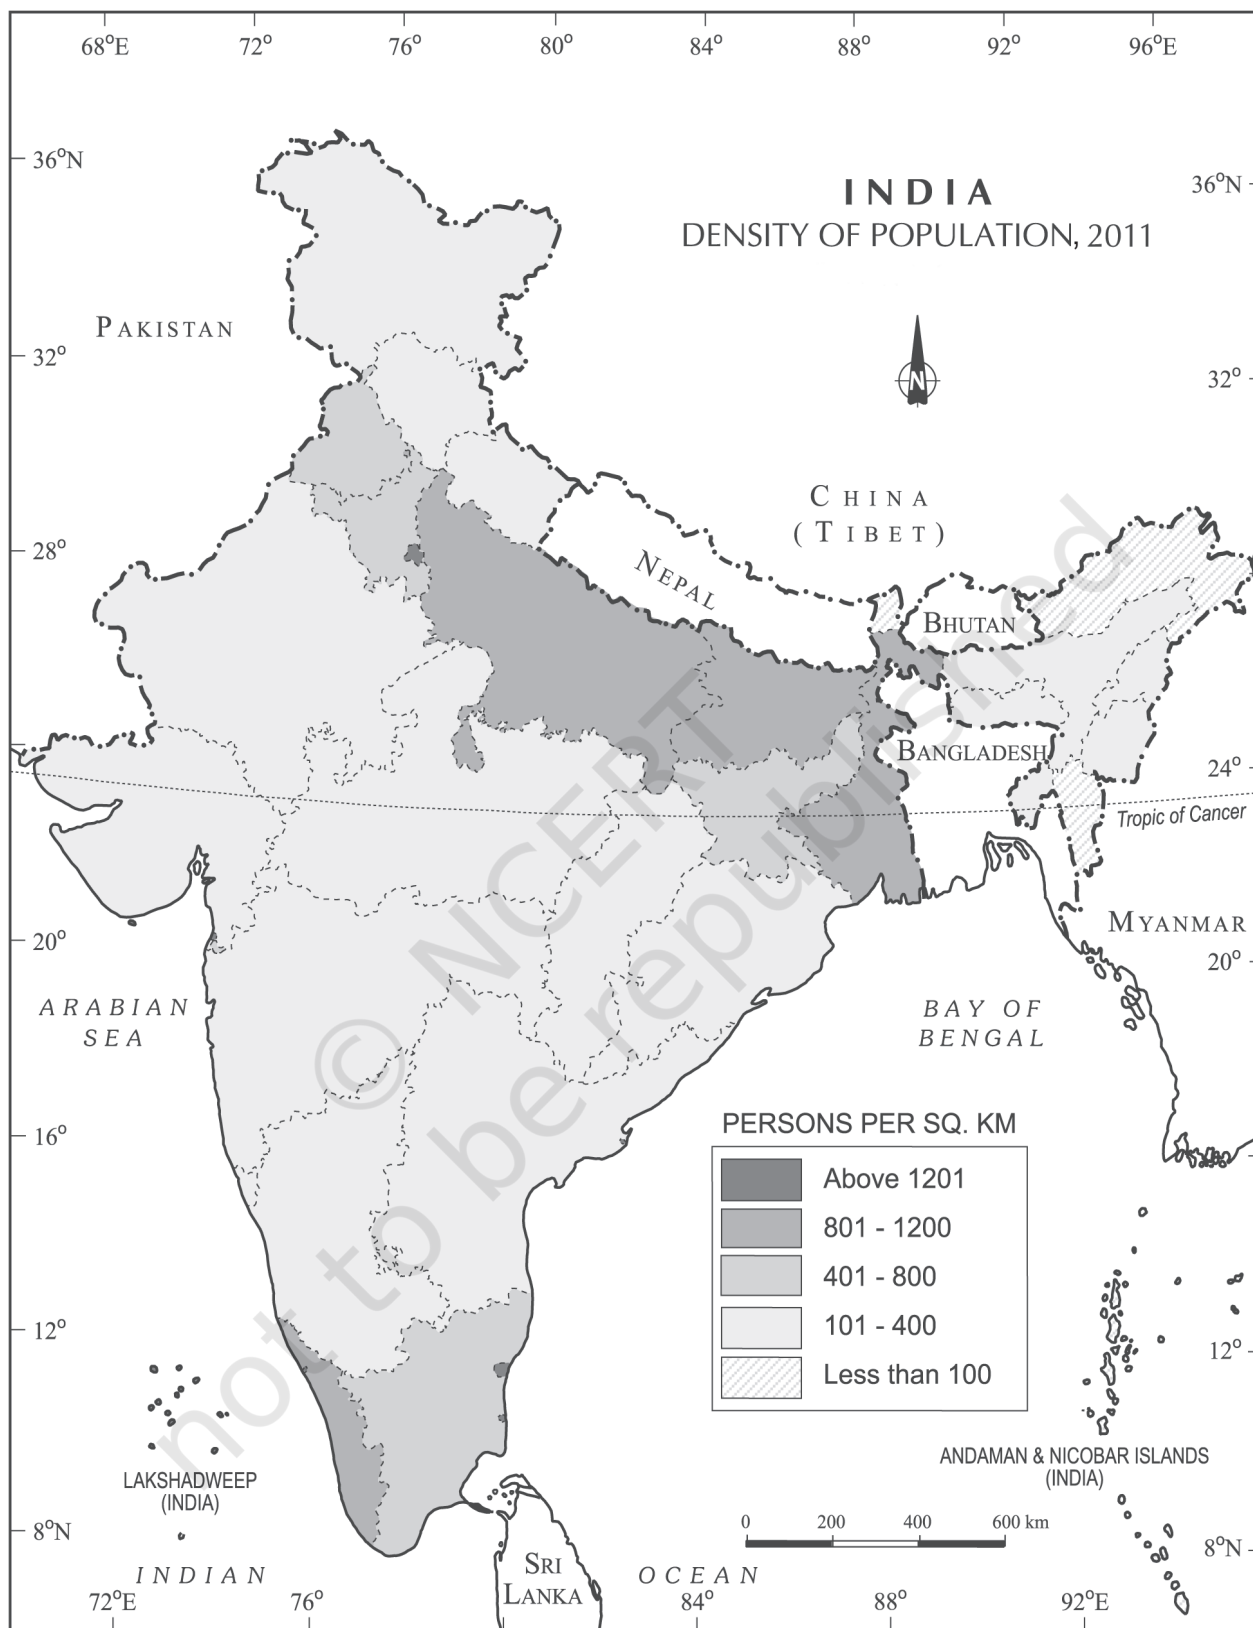 68°E 72° 76° 80° 84° 88° 92° 96°E
36°N
36°N
INDIA
DENSITY OF POPULATION, 2011
PAKISTAN
32°
32°
N
CHINA
(TIBET)
28°
NEPAL
BHUTAN
BANGLADESH
24°
Tropic of Cancer
MYANMAR
20°
20°
ARABIAN
SEA
BAY OF
BENGAL
© NCERT
not to be republished
16°
PERSONS PER SQ. KM
Above 1201
801 - 1200
401 - 800
101 - 400
Less than 100
12°
12°
LAKSHADWEEP
(INDIA)
ANDAMAN & NICOBAR ISLANDS
(INDIA)
0 200 400 600 km
8°N
8°N
SRI
LANKA
INDIAN OCEAN
72°E 76° 84° 88° 92°E